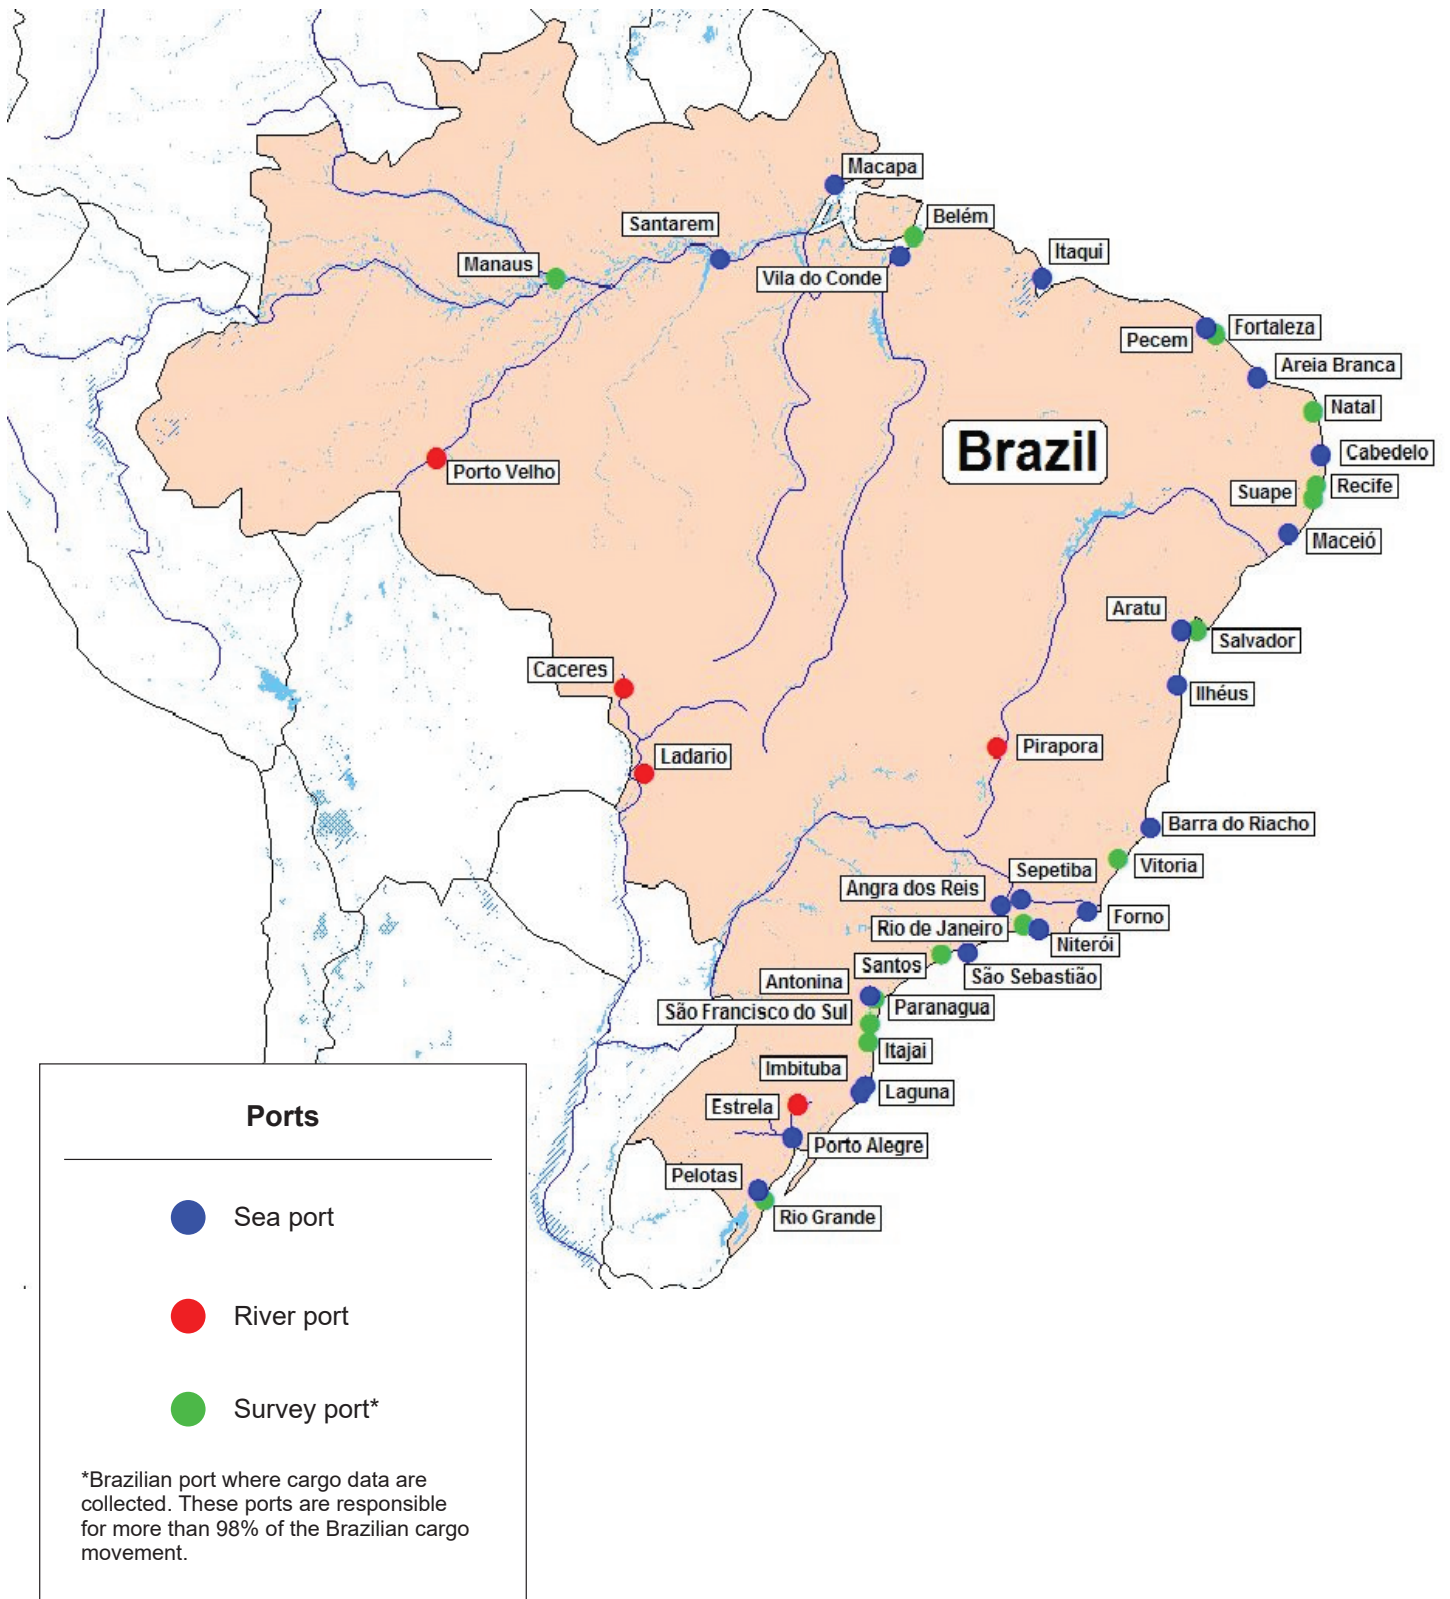 Macapa
Belém
Santarem
Itaqui
Manaus
Vila do Conde
Fortaleza
Pecem
Areia Branca
Natal
Brazil
Cabedelo
Porto Velho
Recife
Suape
Maceió
Aratu
Salvador
Caceres
Ilhéus
Pirapora
Ladario
Barra do Riacho
Vitoria
Sepetiba
Angra dos Reis
Forno
Rio de Janeiro
Niterói
Santos
São Sebastião
Antonina
Paranagua
São Francisco do Sul
Itajai
Imbituba
Laguna
Estrela
Porto Alegre
Pelotas
Rio Grande
Ports
Sea port
River port
Survey port*
*Brazilian port where cargo data are
collected. These ports are responsible
for more than 98% of the Brazilian cargo
movement.